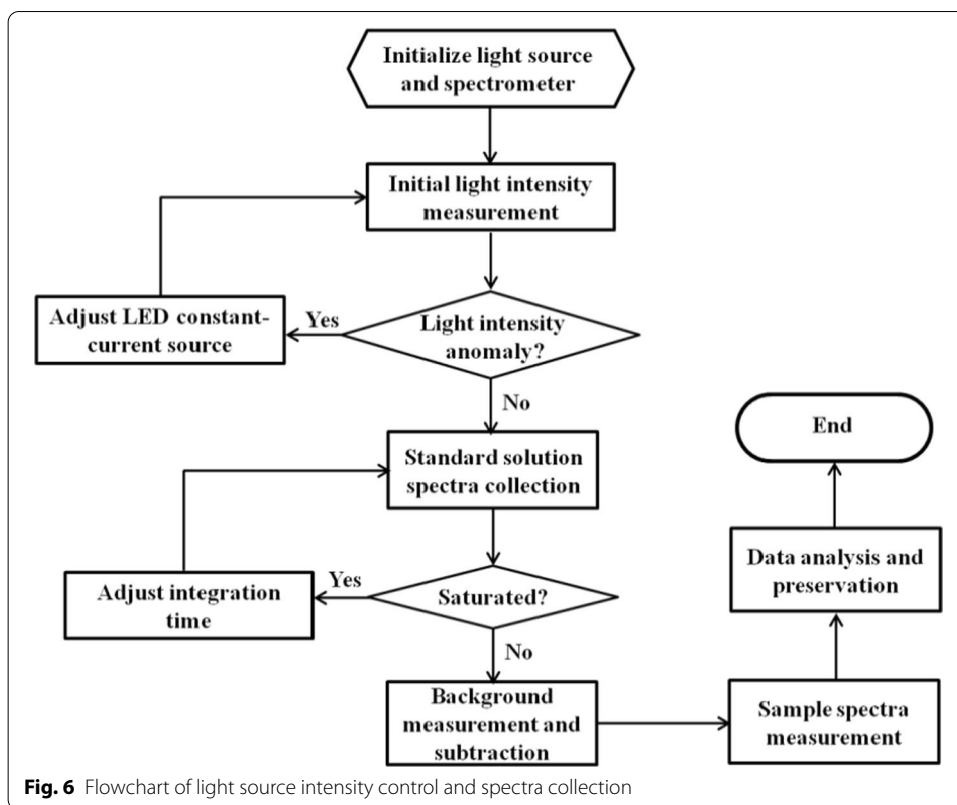 Initialize light source
and spectrometer
Initial light intensity
measurement
Adjust LED constant-
current source
Yes
Light intensity
anomaly?
No
Standard solution
spectra collection
Adjust integration
time
Yes
Saturated?
No
Background
measurement and
subtraction
Sample spectra
measurement
Data analysis and
preservation
End
Fig. 6 Flowchart of light source intensity control and spectra collection